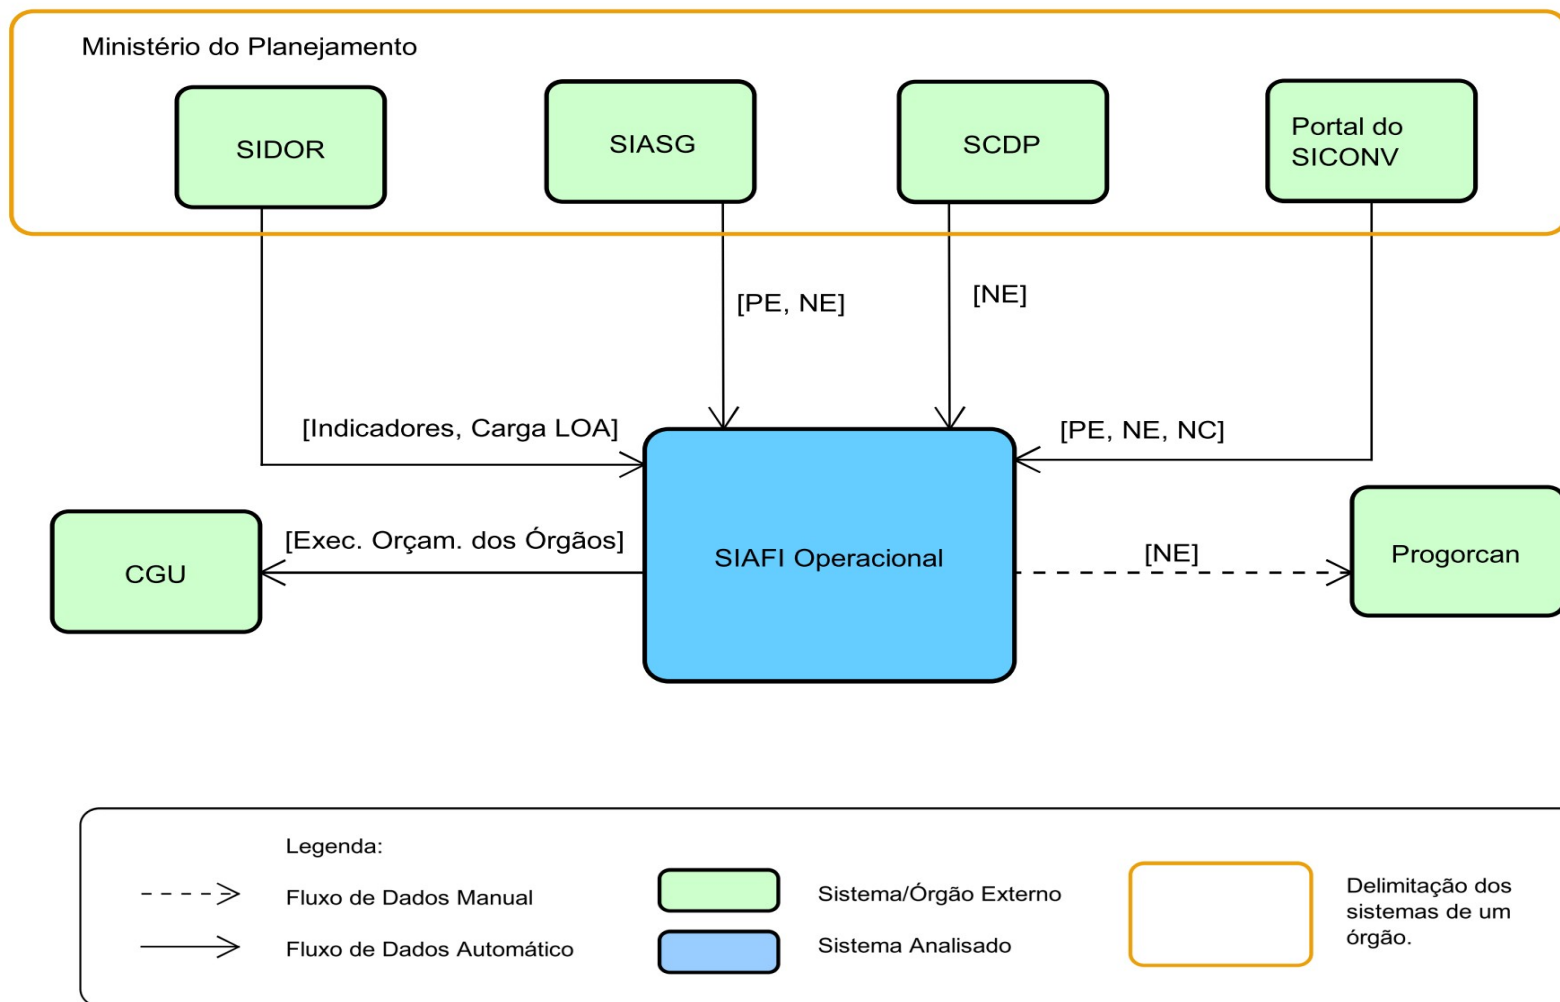 Ministério do Planejamento
SIDOR
SIASG
SCDP
Portal do
SICONV
[PE, NE]
[NE]
[Indicadores, Carga LOA]
[PE, NE, NC]
CGU
[Exec. Orçam. dos Órgãos]
SIAFI Operacional
[NE]
Progorcan
Legenda:
Fluxo de Dados Manual
Fluxo de Dados Automático
Sistema/Órgão Externo
Sistema Analisado
Delimitação dos
sistemas de um
órgão.